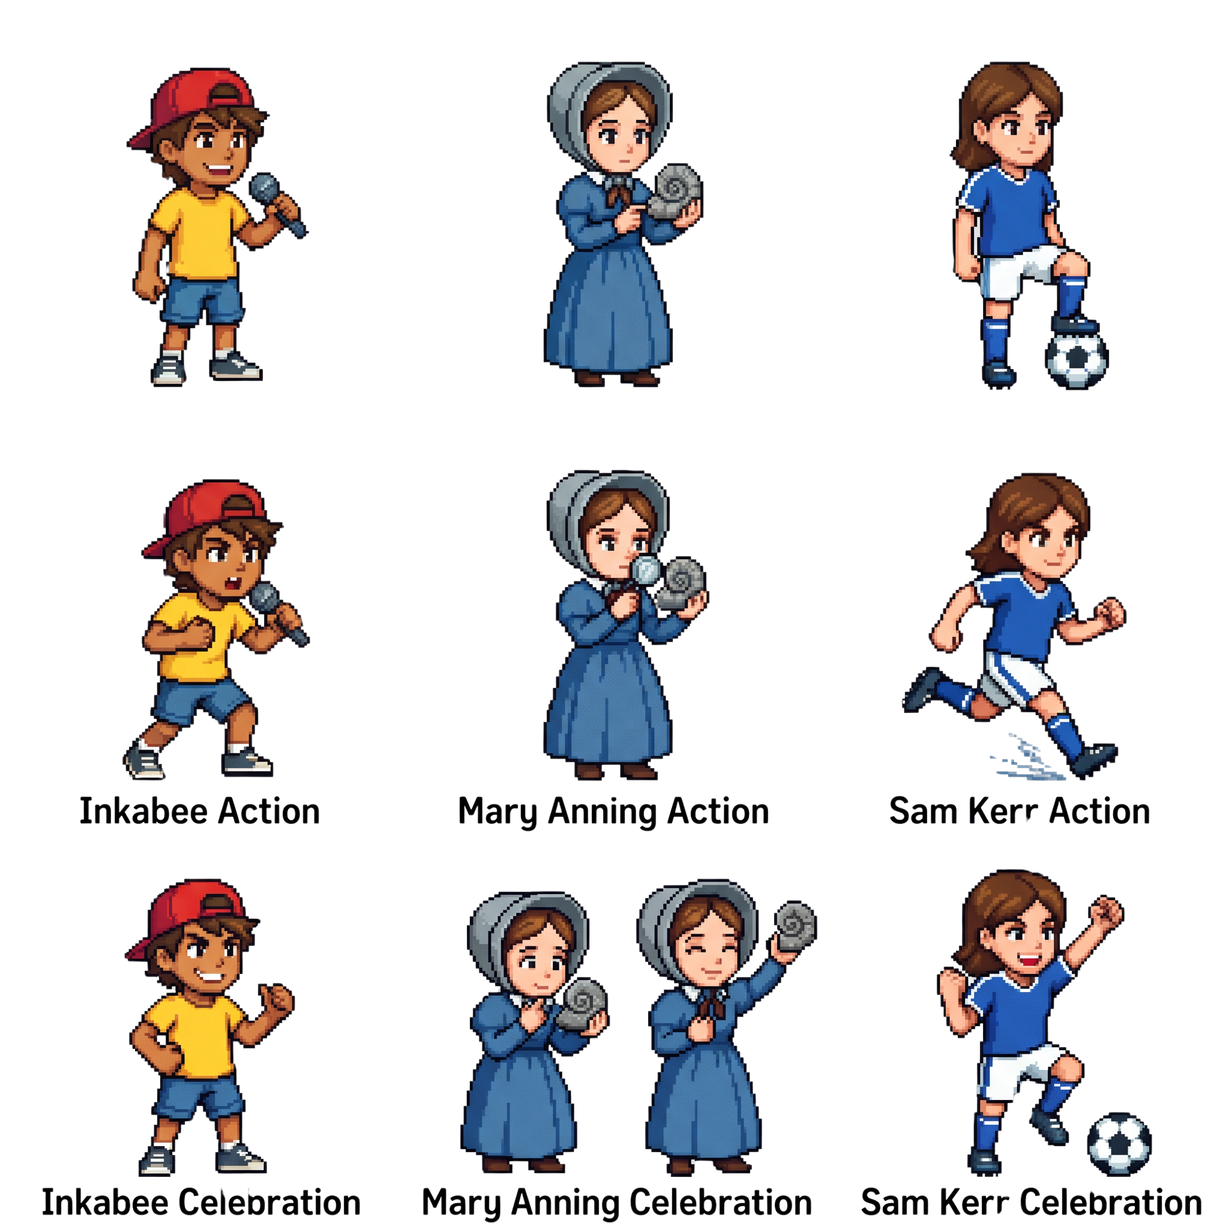 Inkabee Action
Mary Anning Action
Sam Kerr Action
Inkabee Celebration
Mary Anning Celebration
Sam Kerr Celebration